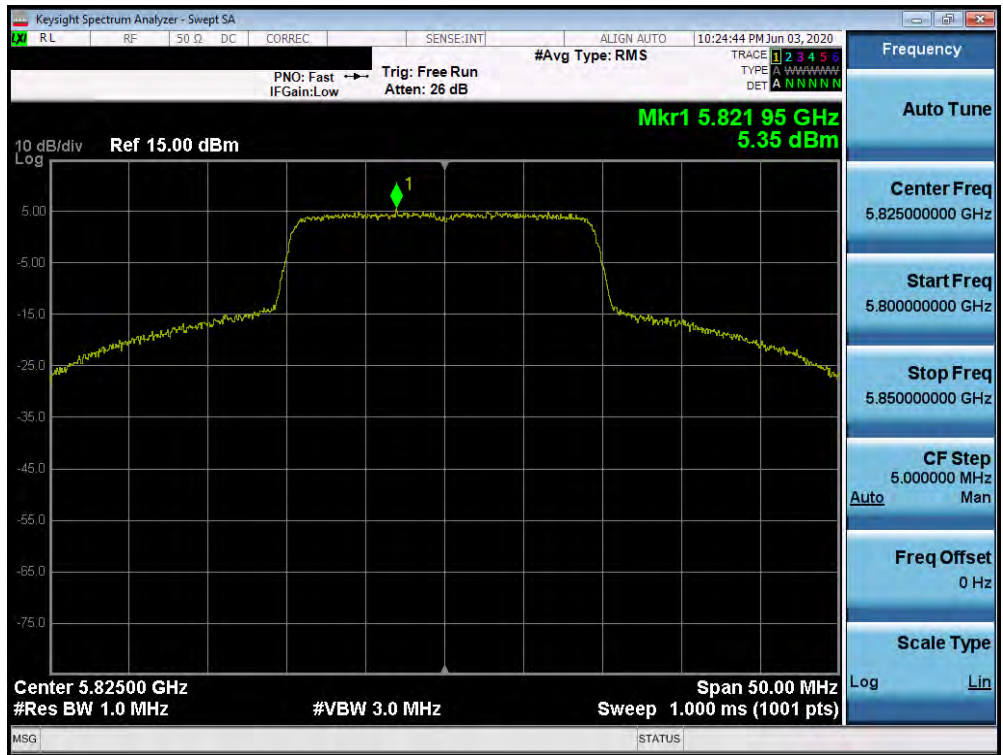 Keysight Spectrum Analyzer - Swept SA
LXI RL RF 50 Ω DC CORREC SENSE:INT ALIGN AUTO 10:24:44 PM Jun 03, 2020
#Avg Type: RMS TRACE 1 2 3 4 5 6
PNO: Fast Trig: Free Run TYPE A WWWWW
IFGain:Low Atten: 26 dB DET A N N N N N
Mkr1 5.821 95 GHz
5.35 dBm
10 dB/div Ref 15.00 dBm
Log
1
5.00
-5.00
-15.0
-25.0
-35.0
-45.0
-55.0
-65.0
-75.0
Center 5.82500 GHz Span 50.00 MHz
#Res BW 1.0 MHz #VBW 3.0 MHz Sweep 1.000 ms (1001 pts)
MSG STATUS
Frequency
Auto Tune
Center Freq
5.825000000 GHz
Start Freq
5.800000000 GHz
Stop Freq
5.850000000 GHz
CF Step
5.000000 MHz
Auto Man
Freq Offset
0 Hz
Scale Type
Log Lin